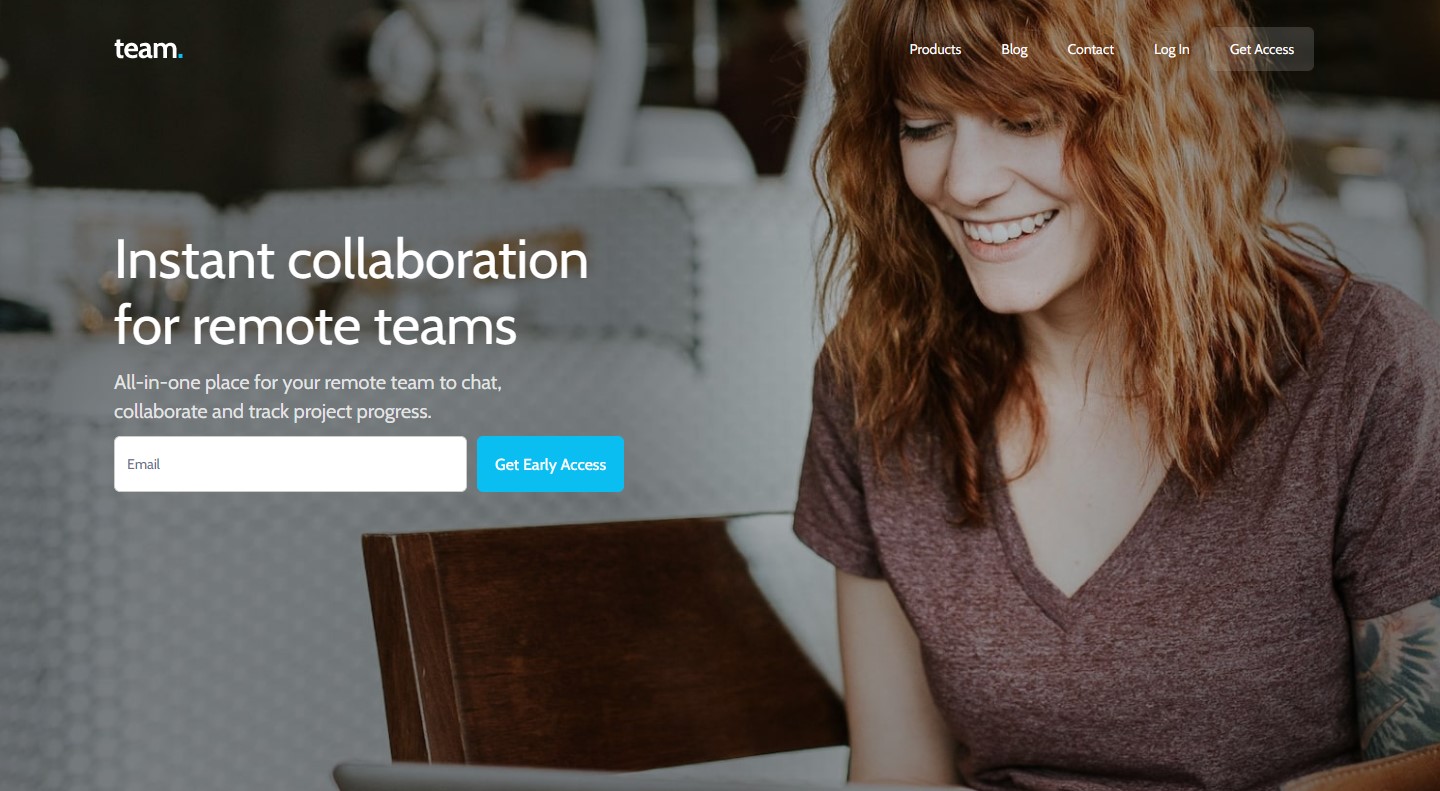 team.
Products
Blog
Contact
Log In
Get Access
Instant collaboration
for remote teams
All-in-one place for your remote team to chat,
collaborate and track project progress.
Email
Get Early Access